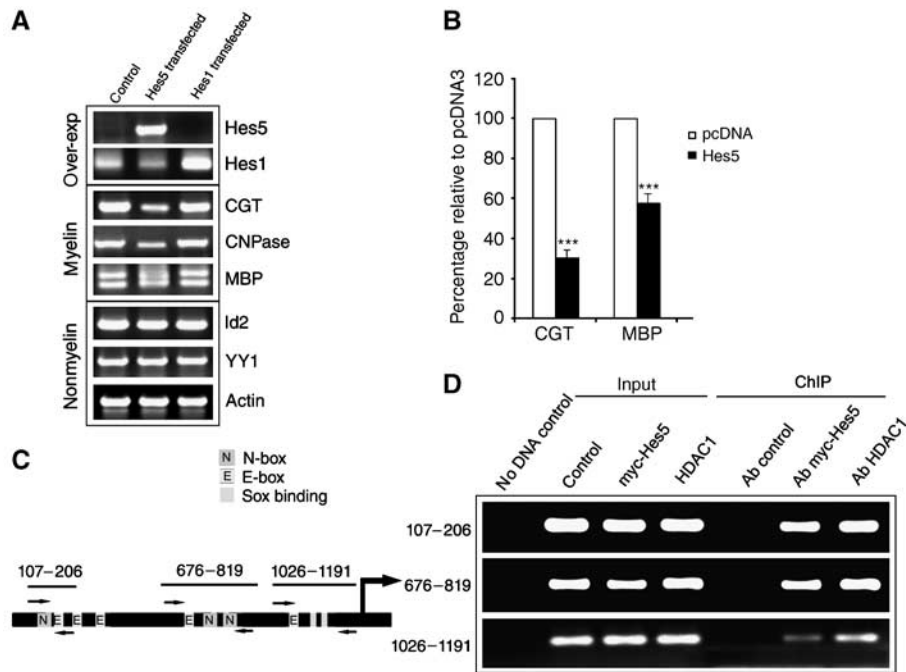 A
Control
Hes5 transfected
Hes1 transfected
Over-exp
Hes5
Hes1
Myelin
CGT
CNPase
MBP
Nonmyelin
Id2
YY1
Actin
B
Percentage relative to pcDNA3
120
100
80
60
40
20
0
***
***
CGT
MBP
pcDNA
Hes5
C
N N-box
E E-box
Sox binding
107–206
676–819
1026–1191
N E E E E N N E
D
Input
ChIP
No DNA control
Control
myc-Hes5
HDAC1
Ab control
Ab myc-Hes5
Ab HDAC1
107–206
676–819
1026–1191